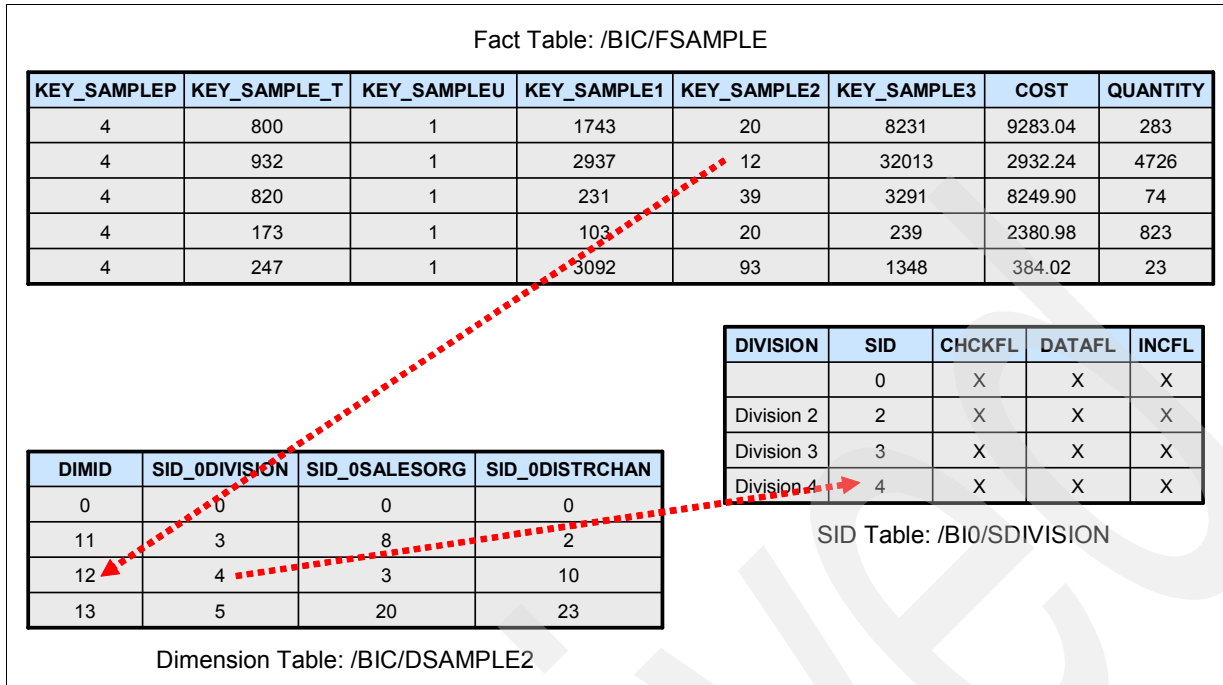 Fact Table: /BIC/FSAMPLE
KEY_SAMPLEP KEY_SAMPLE_T KEY_SAMPLEU KEY_SAMPLE1 KEY_SAMPLE2 KEY_SAMPLE3 COST QUANTITY
4 800 1 1743 20 8231 9283.04 283
4 932 1 2937 12 32013 2932.24 4726
4 820 1 231 39 3291 8249.90 74
4 173 1 103 20 239 2380.98 823
4 247 1 3092 93 1348 384.02 23
DIVISION SID CHCKFL DATAFL INCFL
0 X X X
Division 2 2 X X X
Division 3 3 X X X
Division 4 4 X X X
SID Table: /BI0/SDIVISION
DIMID SID_0DIVISION SID_0SALESORG SID_0DISTRCHAN
0 0 0 0
11 3 8 2
12 4 3 10
13 5 20 23
Dimension Table: /BIC/DSAMPLE2